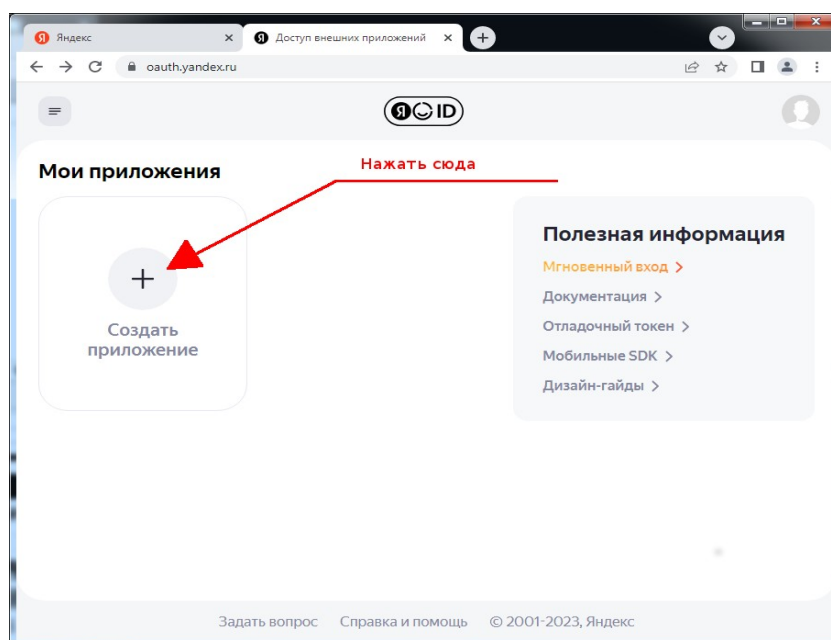 Яндекс
Доступ внешних приложений
oauth.yandex.ru
Я ID
Мои приложения
Нажать сюда
Создать
приложение
Полезная информация
Мгновенный вход >
Документация >
Отладочный токен >
Мобильные SDK >
Дизайн-гайды >
Задать вопрос Справка и помощь © 2001-2023, Яндекс